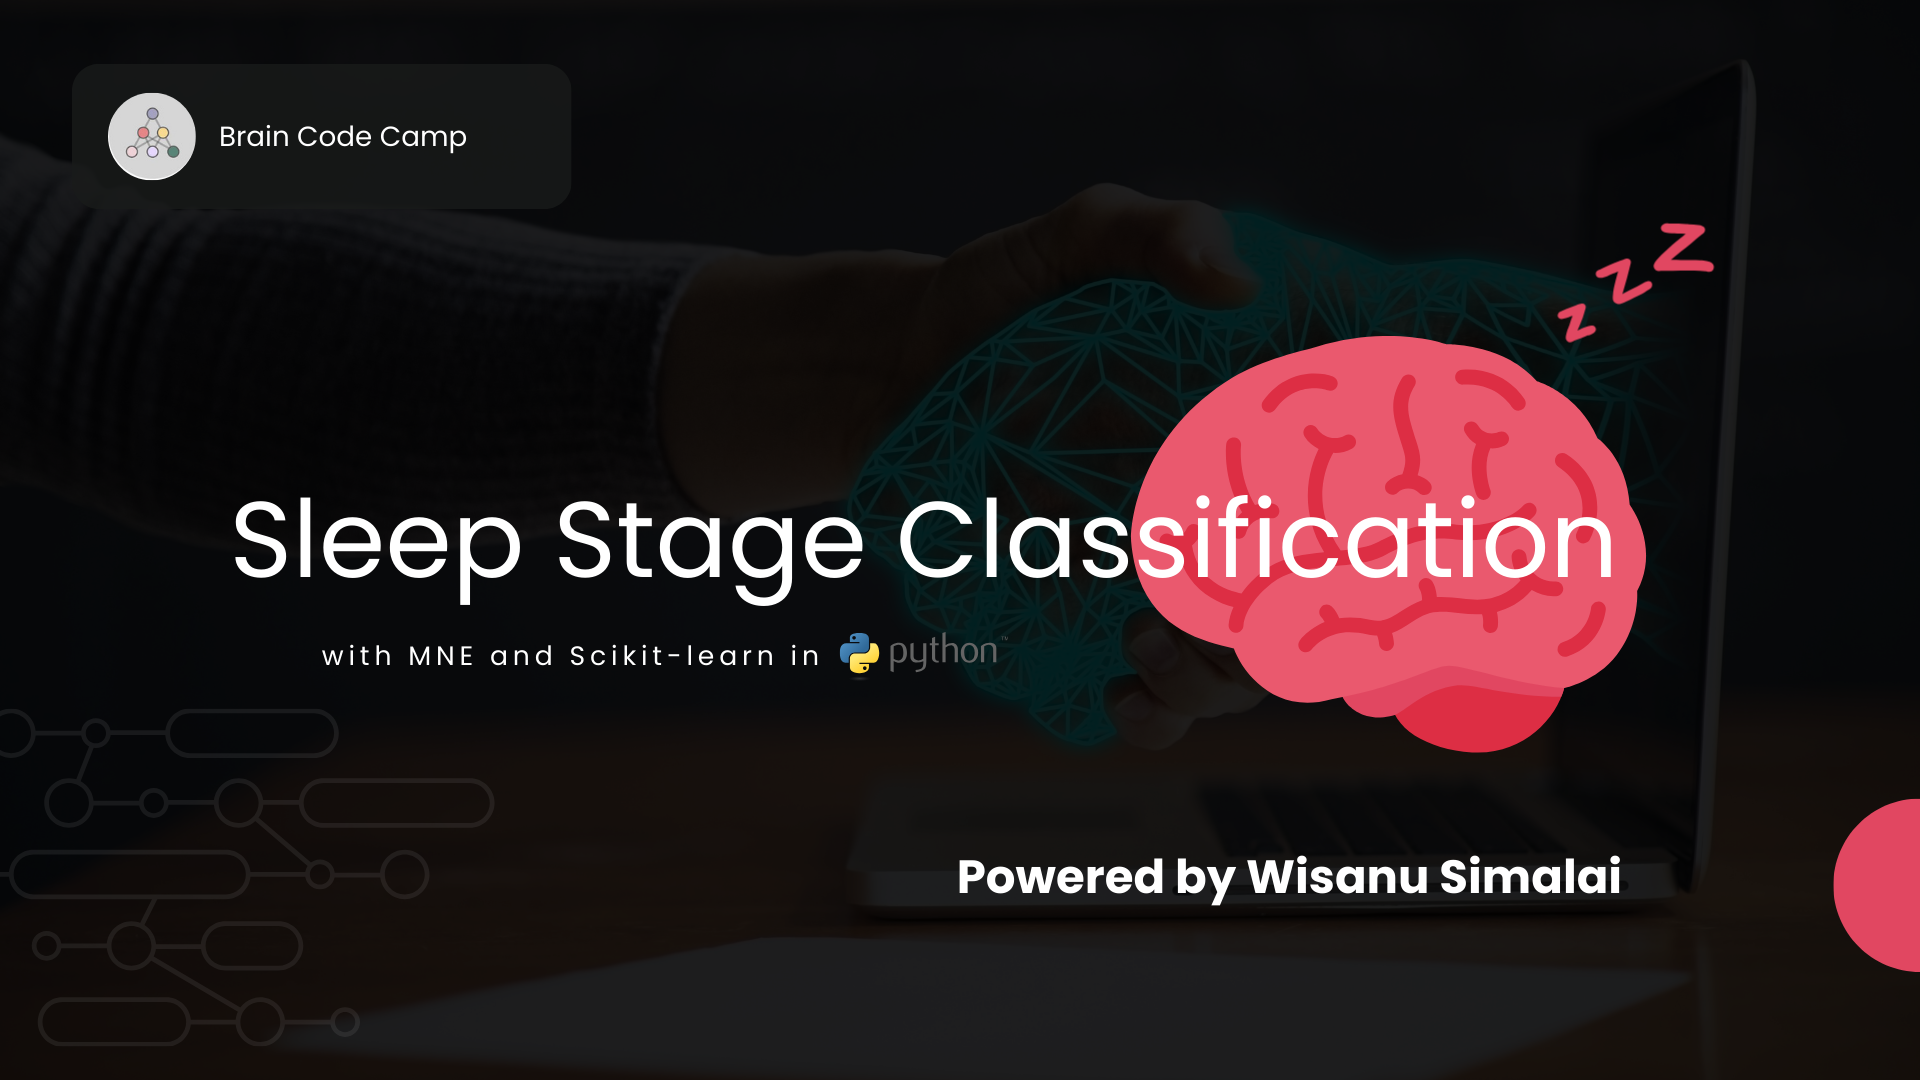 Brain Code Camp
z z z
Sleep Stage Classification
with MNE and Scikit-learn in python™
Powered by Wisanu Simalai